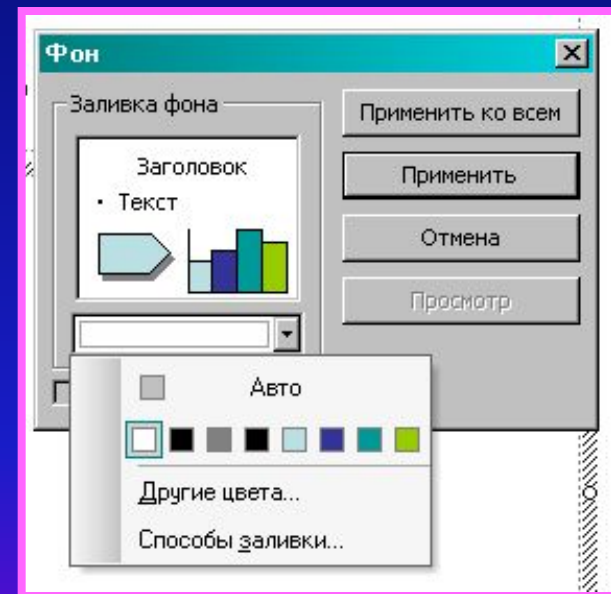 Фон
Заливка фона
Заголовок
• Текст
Применить ко всем
Применить
Отмена
Просмотр
Авто
Другие цвета...
Способы заливки...